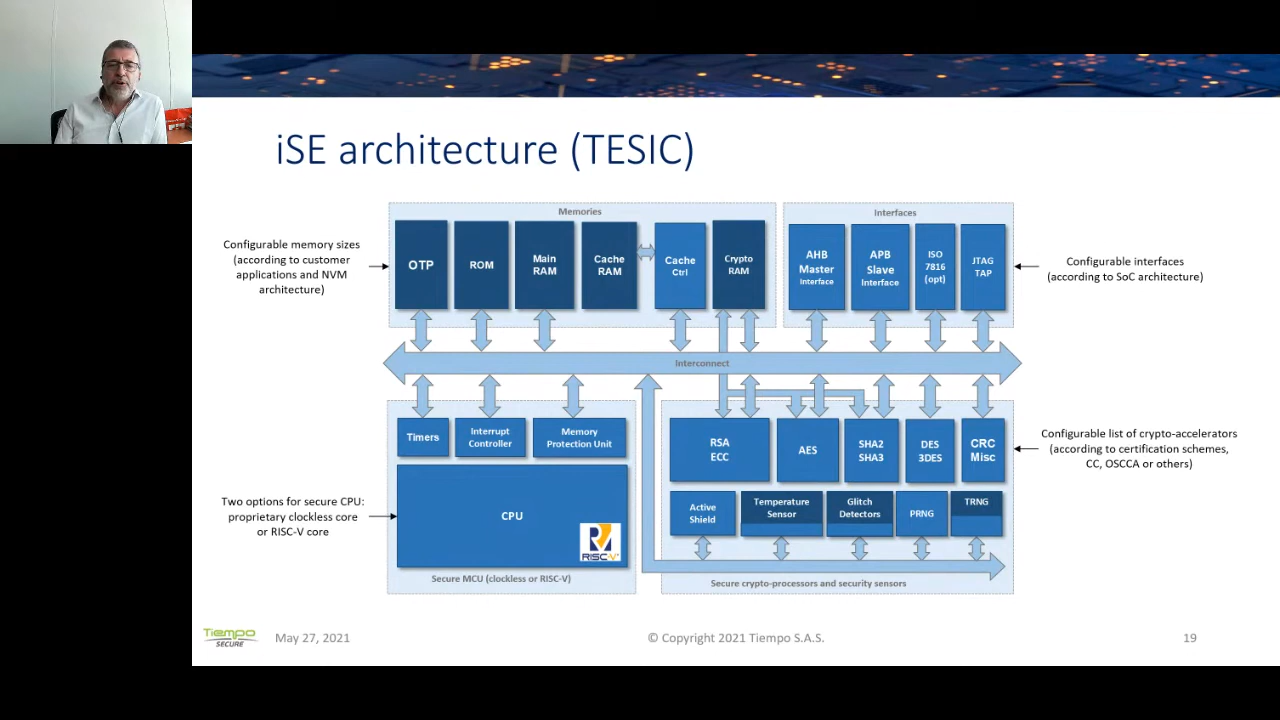 iSE architecture (TESIC)
Memories
Interfaces
Configurable memory sizes
(according to customer
applications and NVM
architecture)
OTP
ROM
Main
RAM
Cache
RAM
Cache
Ctrl
Crypto
RAM
AHB
Master
Interface
APB
Slave
Interface
ISO
7816
(opt)
JTAG
TAP
Configurable interfaces
(according to SoC architecture)
Interconnect
Timers
Interrupt
Controller
Memory
Protection Unit
RSA
ECC
AES
SHA2
SHA3
DES
3DES
CRC
Misc
Configurable list of crypto-accelerators
(according to certification schemes,
CC, OSCCA or others)
Two options for secure CPU:
proprietary clockless core
or RISC-V core
CPU
RISC-V
Active
Shield
Temperature
Sensor
Glitch
Detectors
PRNG
TRNG
Secure MCU (clockless or RISC-V)
Secure crypto-processors and security sensors
Tiempo
SECURE
May 27, 2021
© Copyright 2021 Tiempo S.A.S.
19